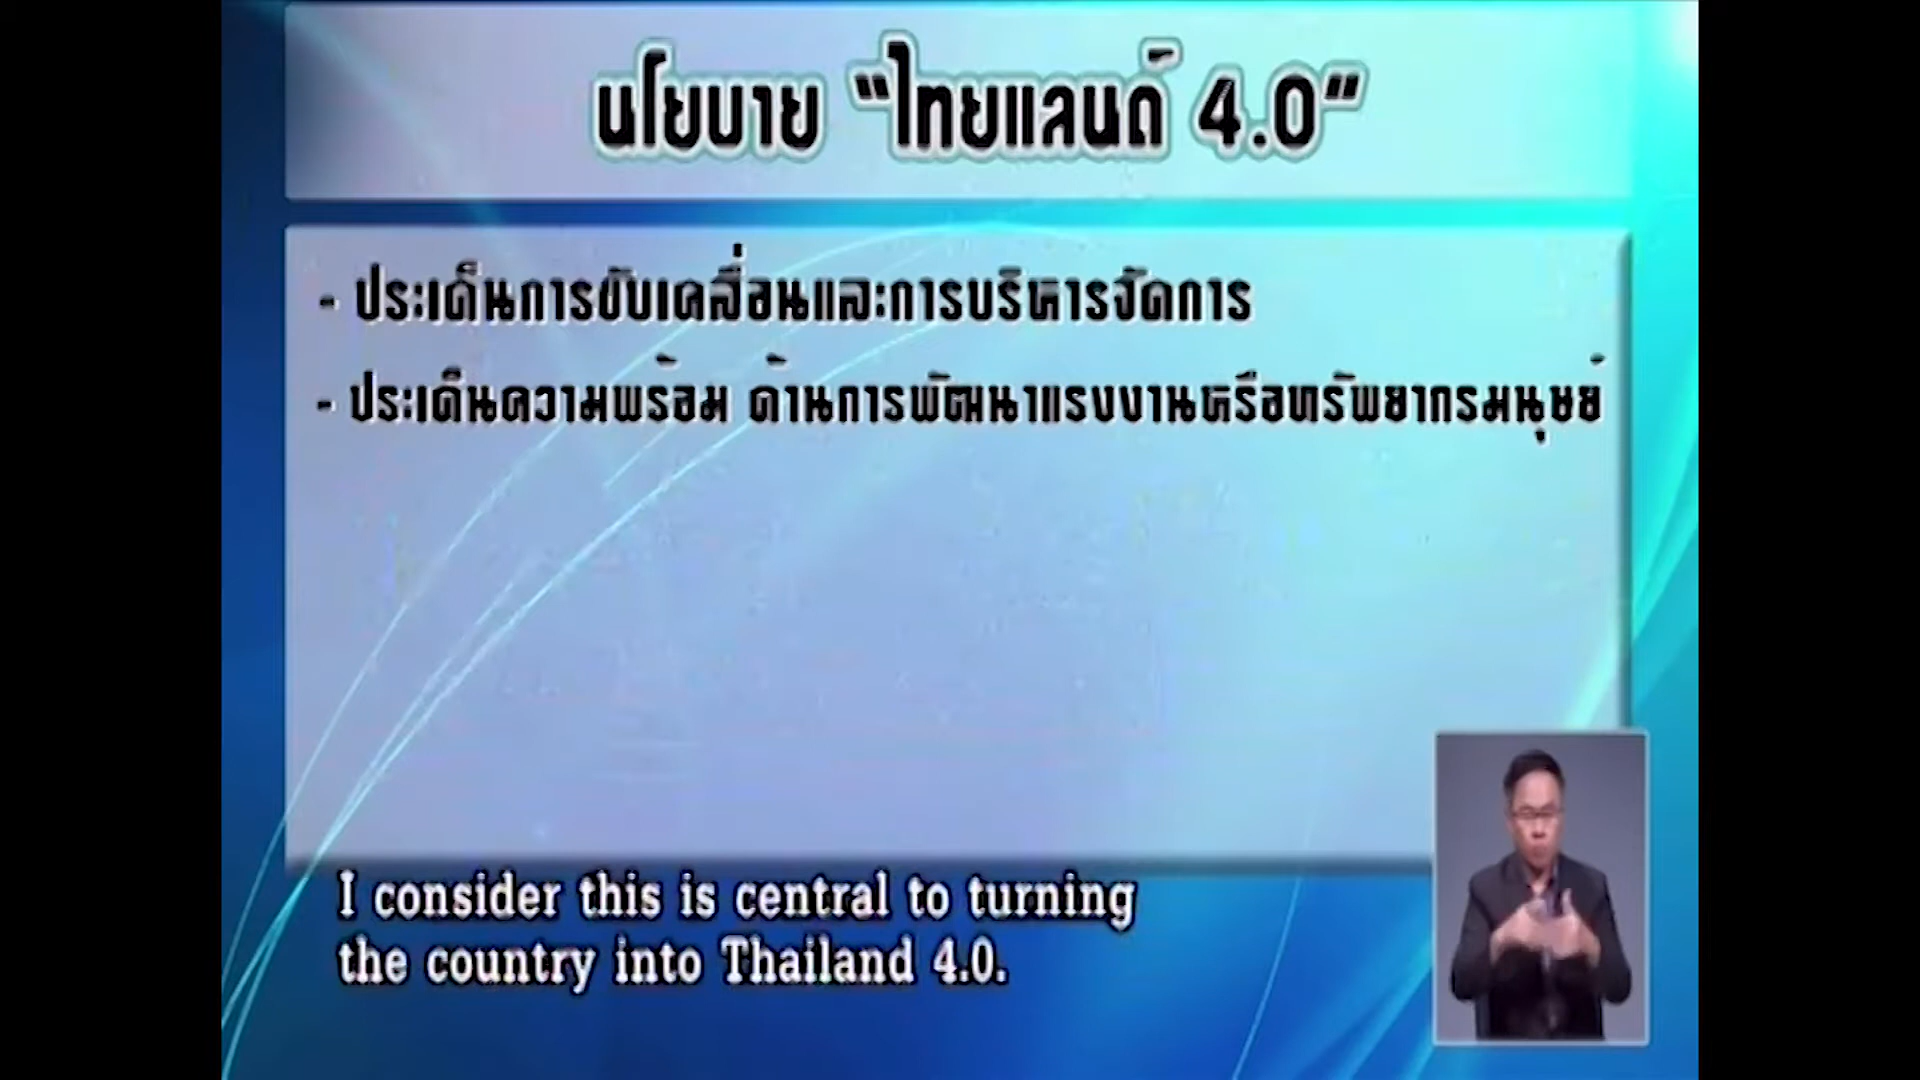 นโยบาย “ไทยแลนด์ 4.0”
- ประเด็นการขับเคลื่อนและการบริหารจัดการ
- ประเด็นความพร้อม ด้านการพัฒนาแรงงานหรือทรัพยากรมนุษย์
I consider this is central to turning
the country into Thailand 4.0.